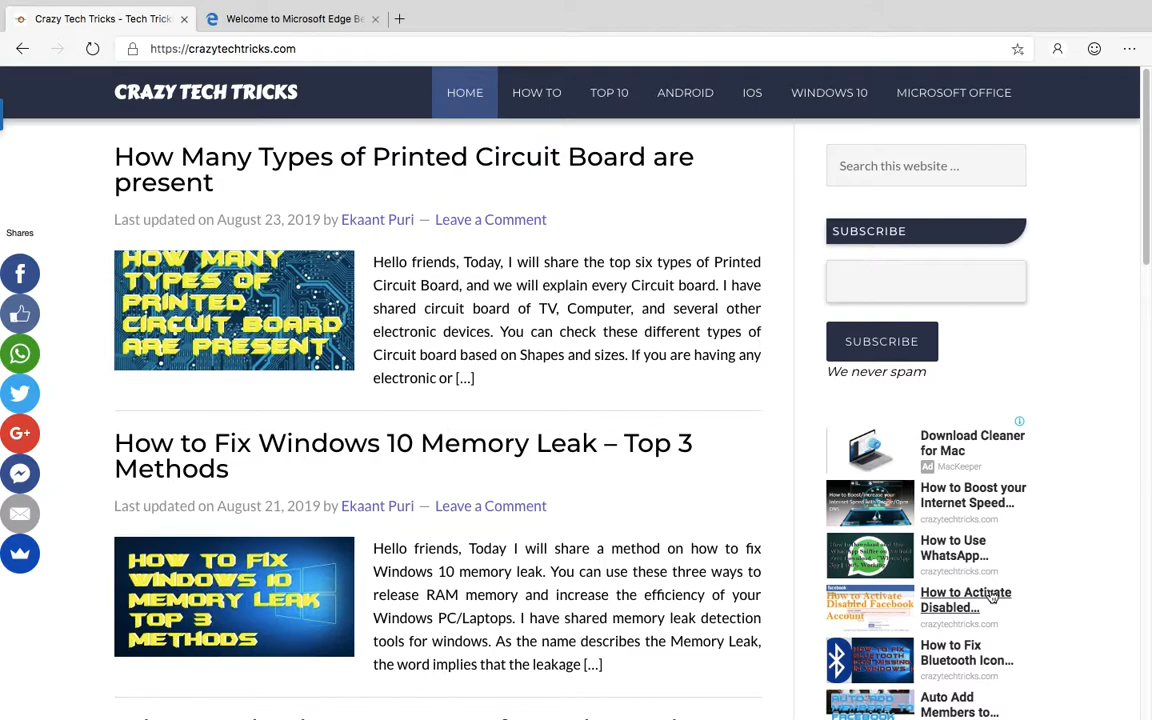 Crazy Tech Tricks - Tech Trick
Welcome to Microsoft Edge Be
https://crazytechtricks.com
CRAZY TECH TRICKS
HOME
HOW TO
TOP 10
ANDROID
IOS
WINDOWS 10
MICROSOFT OFFICE
How Many Types of Printed Circuit Board are
present
Last updated on August 23, 2019 by Ekaant Puri — Leave a Comment
HOW MANY
TYPES OF
PRINTED
CIRCUIT BOARD
ARE PRESENT
Hello friends, Today, I will share the top six types of Printed
Circuit Board, and we will explain every Circuit board. I have
shared circuit board of TV, Computer, and several other
electronic devices. You can check these different types of
Circuit board based on Shapes and sizes. If you are having any
electronic or [...]
How to Fix Windows 10 Memory Leak – Top 3
Methods
Last updated on August 21, 2019 by Ekaant Puri — Leave a Comment
HOW TO FIX
WINDOWS 10
MEMORY LEAK
TOP 3
METHODS
Hello friends, Today I will share a method on how to fix
Windows 10 memory leak. You can use these three ways to
release RAM memory and increase the efficiency of your
Windows PC/Laptops. I have shared memory leak detection
tools for windows. As the name describes the Memory Leak,
the word implies that the leakage [...]
Shares
Search this website ...
SUBSCRIBE
SUBSCRIBE
We never spam
Download Cleaner
for Mac
Ad MacKeeper
How to Boost your
Internet Speed...
crazytechtricks.com
How to Use
WhatsApp...
crazytechtricks.com
How to Activate
Disabled Facebook
Account
How to Activate
Disabled...
crazytechtricks.com
How to Fix
Bluetooth Icon...
crazytechtricks.com
AUTO ADD
MEMBERS TO
FACEBOOK
Auto Add
Members to...